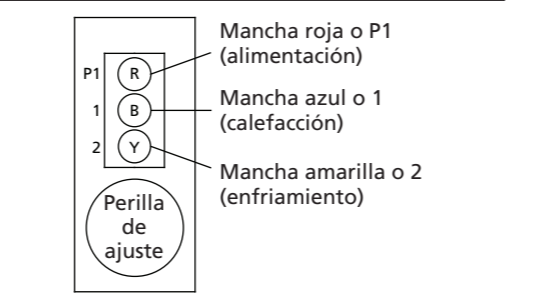 Mancha roja o P1
(alimentación)
P1 R
Mancha azul o 1
(calefacción)
1 B
2 Y
Mancha amarilla o 2
(enfriamiento)
Perilla
de
ajuste